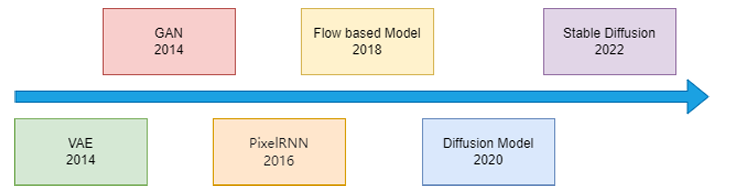 GAN
2014
Flow based Model
2018
Stable Diffusion
2022
VAE
2014
PixelRNN
2016
Diffusion Model
2020